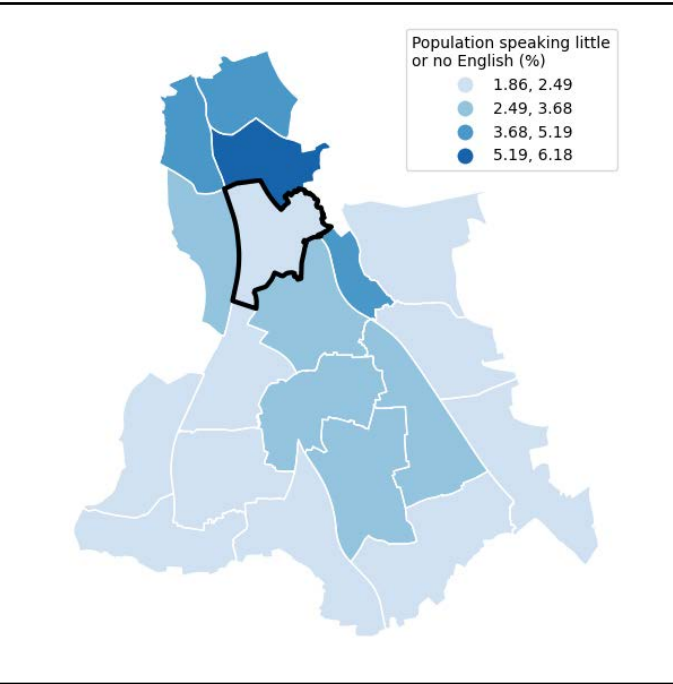 Population speaking little
or no English (%)
1.86, 2.49
2.49, 3.68
3.68, 5.19
5.19, 6.18